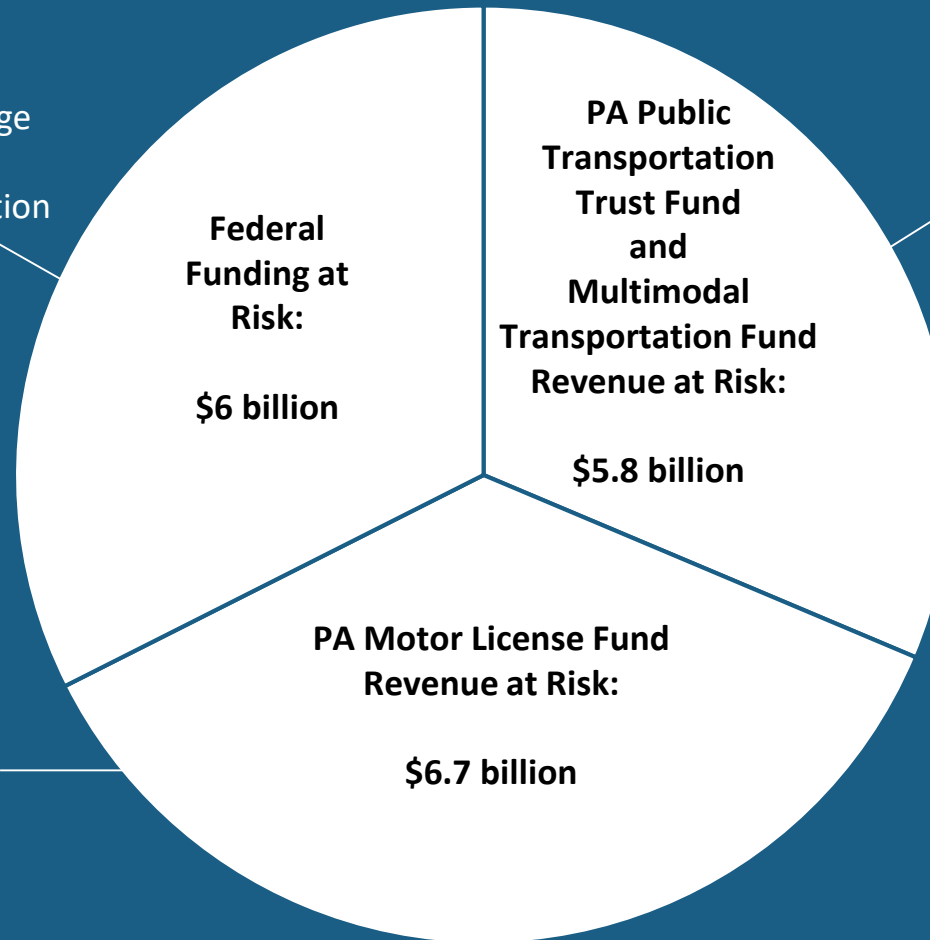 Federal
Funding at
Risk:
$6 billion
PA Public
Transportation
Trust Fund
and
Multimodal
Transportation Fund
Revenue at Risk:
$5.8 billion
PA Motor License Fund
Revenue at Risk:
$6.7 billion